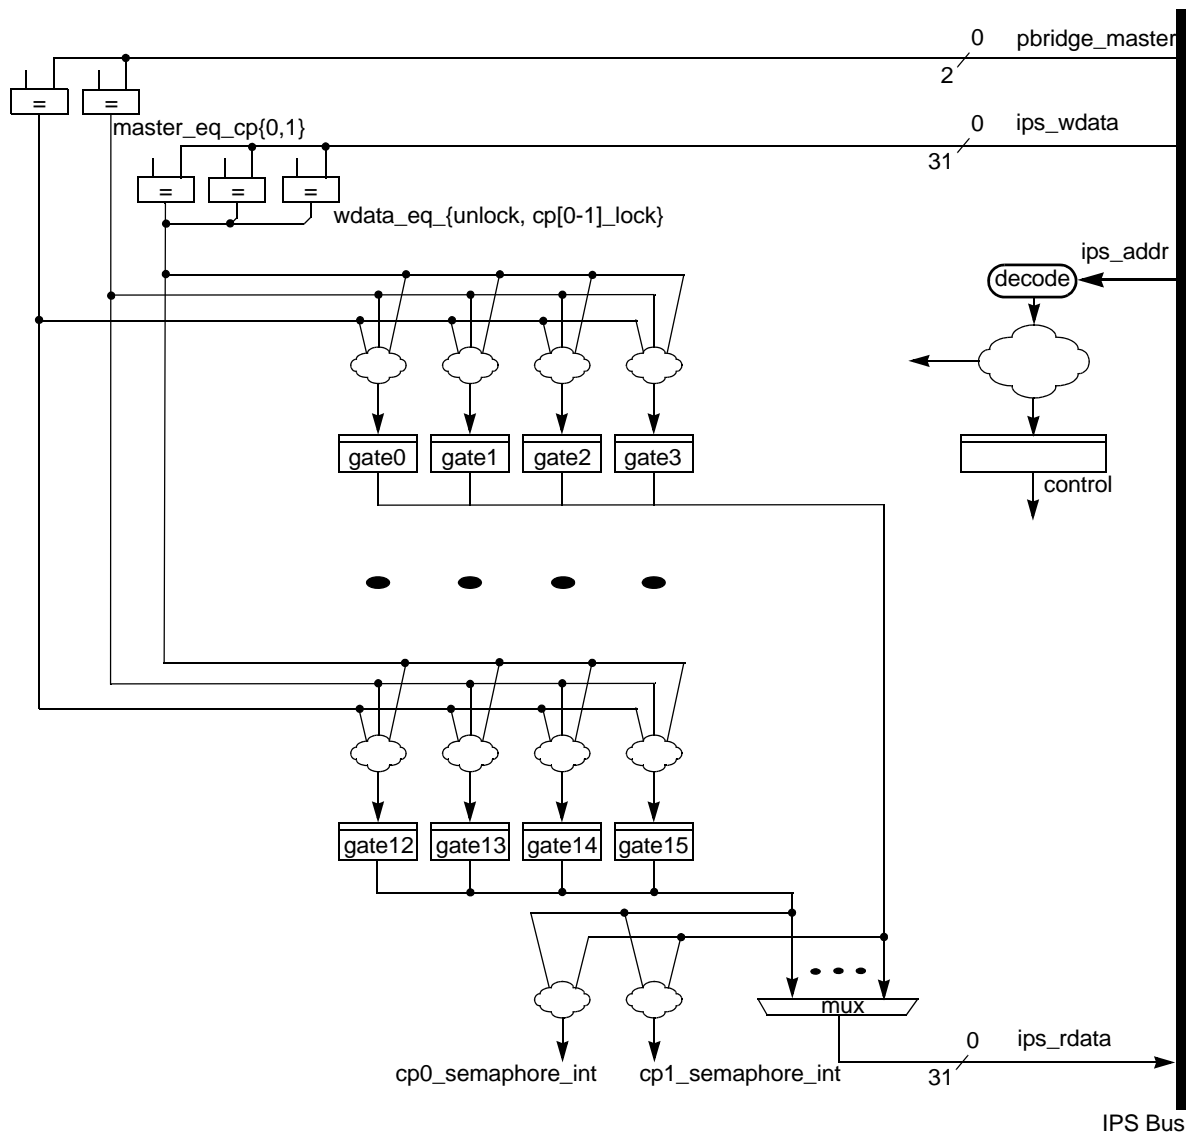 0 pbridge_master
2
= =
master_eq_cp{0,1}
0 ips_wdata
31
= = =
wdata_eq_{unlock, cp[0-1]_lock}
ips_addr
decode
gate0 gate1 gate2 gate3
control
gate12 gate13 gate14 gate15
mux
0 ips_rdata
31
cp0_semaphore_int cp1_semaphore_int
IPS Bus